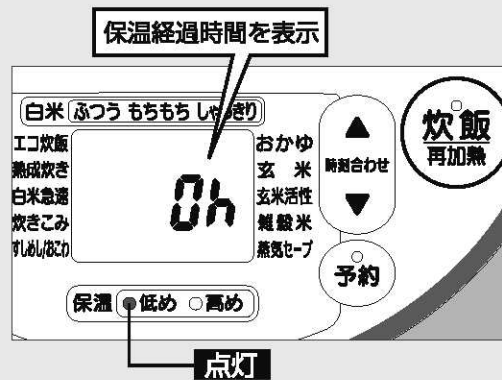 保温経過時間を表示
白米 ふつう もちもち しゃっきり
エコ炊飯
熟成炊き
白米急速
炊きこみ
すしめし/おこわ
0h
おかゆ
玄米
玄米活性
雑穀米
蒸気セーブ
▲
時刻合わせ
▼
炊飯
再加熱
予約
保温 ●低め ○高め
点灯